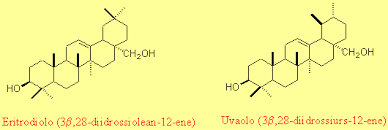 CH₂OH
HO
CH₂OH
HO
Eritrodiolo (3β,28-diidrossiolean-12-ene)
Uvaolo (3β,28-diidrossiurs-12-ene)